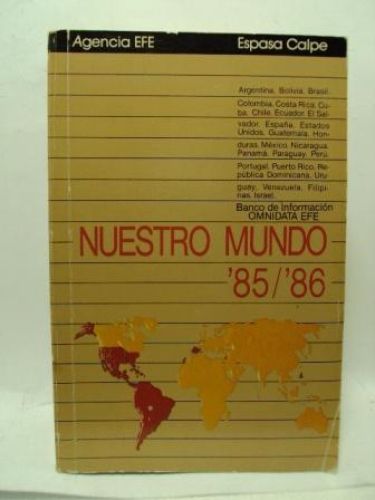 Agencia EFE
Espasa Calpe
Argentina, Bolivia, Brasil,
Colombia, Costa Rica, Cu-
ba, Chile, Ecuador, El Sal-
vador, España, Estados
Unidos, Guatemala, Hon-
duras, México, Nicaragua,
Panamá, Paraguay, Perú,
Portugal, Puerto Rico, Re-
pública Dominicana, Uru-
guay, Venezuela, Filipi-
nas, Israel.
Banco de Información
OMNIDATA EFE
NUESTRO MUNDO
'85/'86